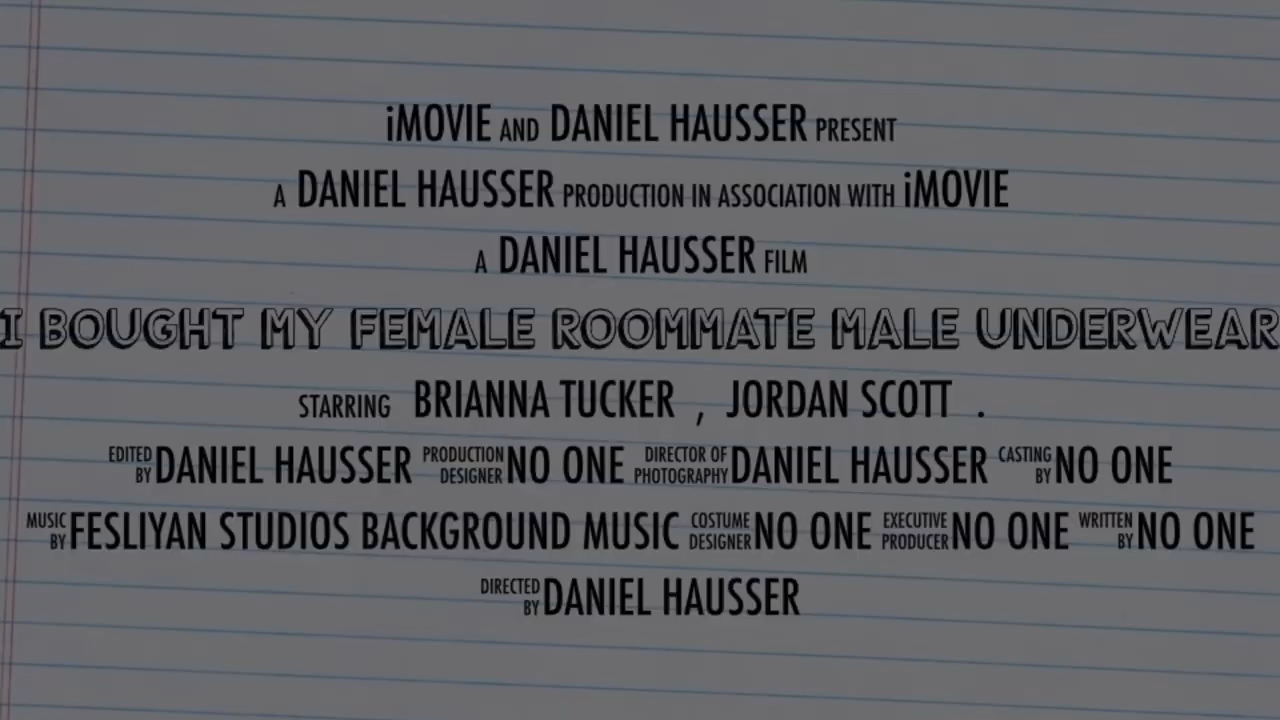 iMOVIE AND DANIEL HAUSSER PRESENT
A DANIEL HAUSSER PRODUCTION IN ASSOCIATION WITH iMOVIE
A DANIEL HAUSSER FILM
I BOUGHT MY FEMALE ROOMMATE MALE UNDERWEAR
STARRING BRIANNA TUCKER , JORDAN SCOTT .
EDITED BY DANIEL HAUSSER PRODUCTION DESIGNER NO ONE DIRECTOR OF PHOTOGRAPHY DANIEL HAUSSER CASTING BY NO ONE
MUSIC BY FESLIYAN STUDIOS BACKGROUND MUSIC COSTUME DESIGNER NO ONE EXECUTIVE PRODUCER NO ONE WRITTEN BY NO ONE
DIRECTED BY DANIEL HAUSSER